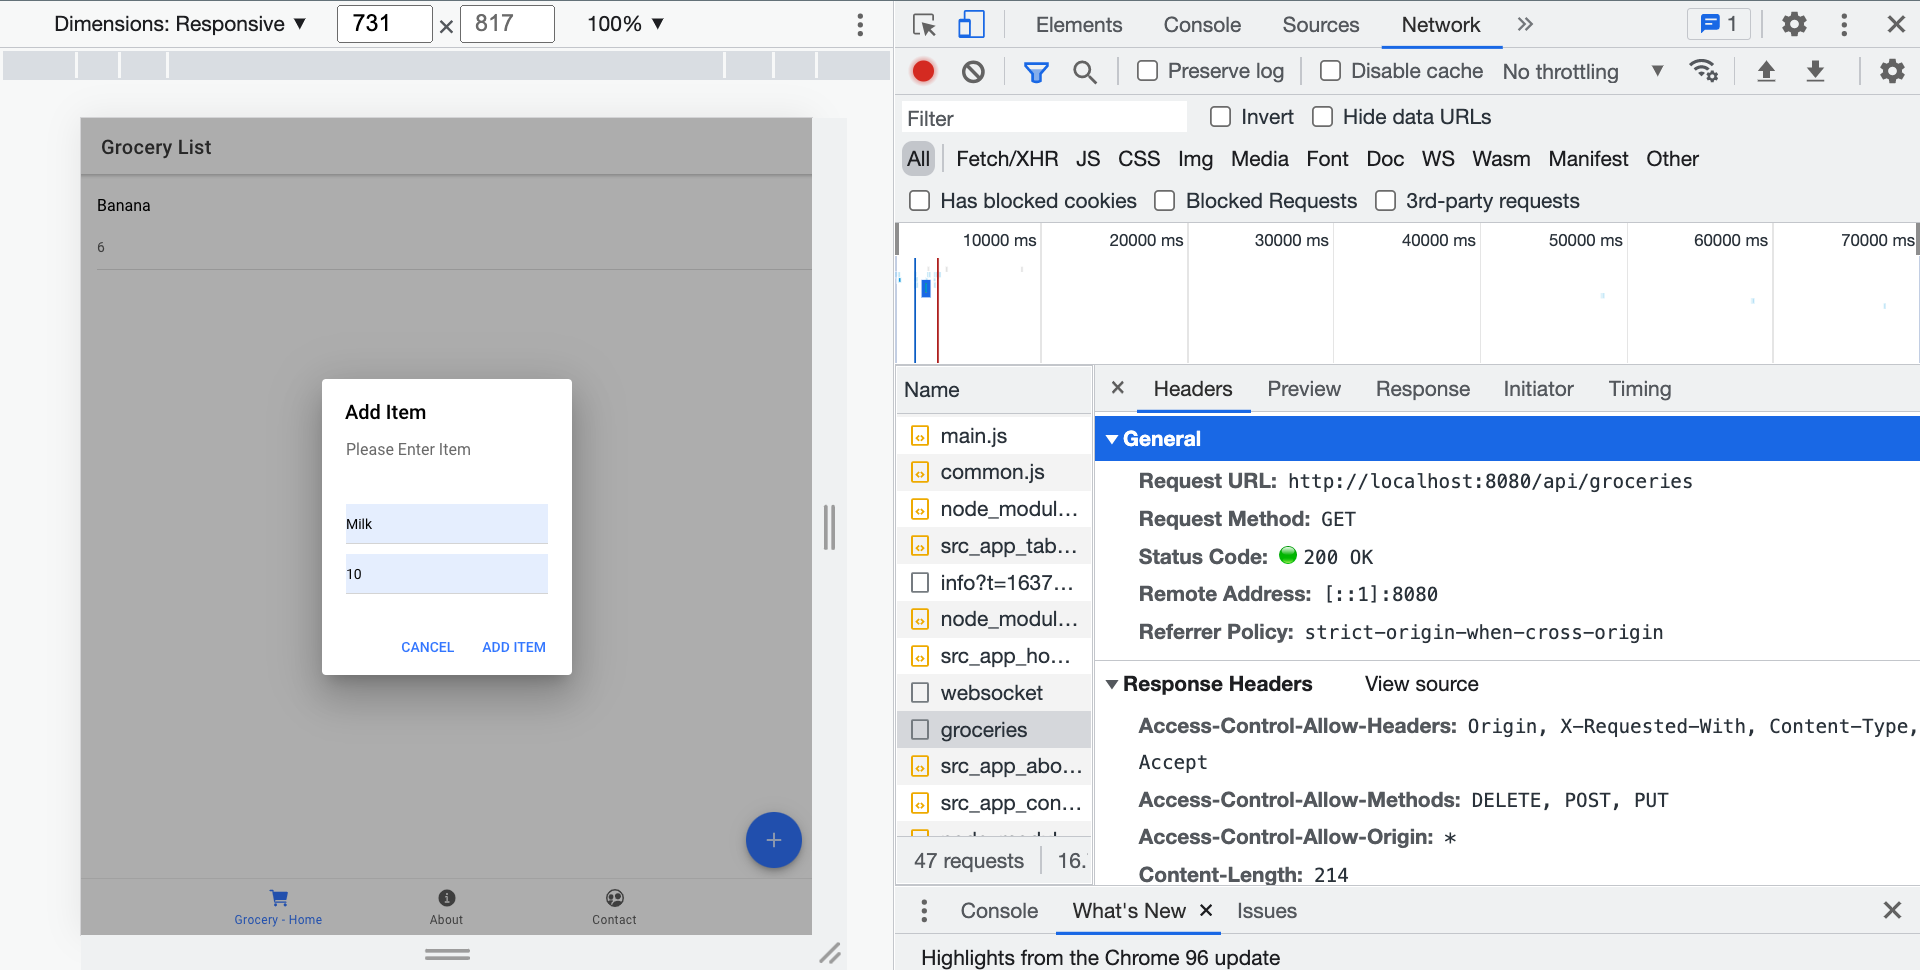 Dimensions: Responsive ▼ 731 × 817 100% ▼
Grocery List
Banana
6
Add Item
Please Enter Item
Milk
10
CANCEL ADD ITEM
+
Grocery - Home About Contact
Elements Console Sources Network » 1
Preserve log Disable cache No throttling ▼
Filter Invert Hide data URLs
All Fetch/XHR JS CSS Img Media Font Doc WS Wasm Manifest Other
Has blocked cookies Blocked Requests 3rd-party requests
10000 ms 20000 ms 30000 ms 40000 ms 50000 ms 60000 ms 70000 ms
Name
main.js
common.js
node_modul...
src_app_tab...
info?t=1637...
node_modul...
src_app_ho...
websocket
groceries
src_app_abo...
src_app_con...
47 requests 16.
× Headers Preview Response Initiator Timing
General
Request URL: http://localhost:8080/api/groceries
Request Method: GET
Status Code: 200 OK
Remote Address: [::1]:8080
Referrer Policy: strict-origin-when-cross-origin
Response Headers View source
Access-Control-Allow-Headers: Origin, X-Requested-With, Content-Type,
Accept
Access-Control-Allow-Methods: DELETE, POST, PUT
Access-Control-Allow-Origin: *
Content-Length: 214
Console What's New × Issues
Highlights from the Chrome 96 update